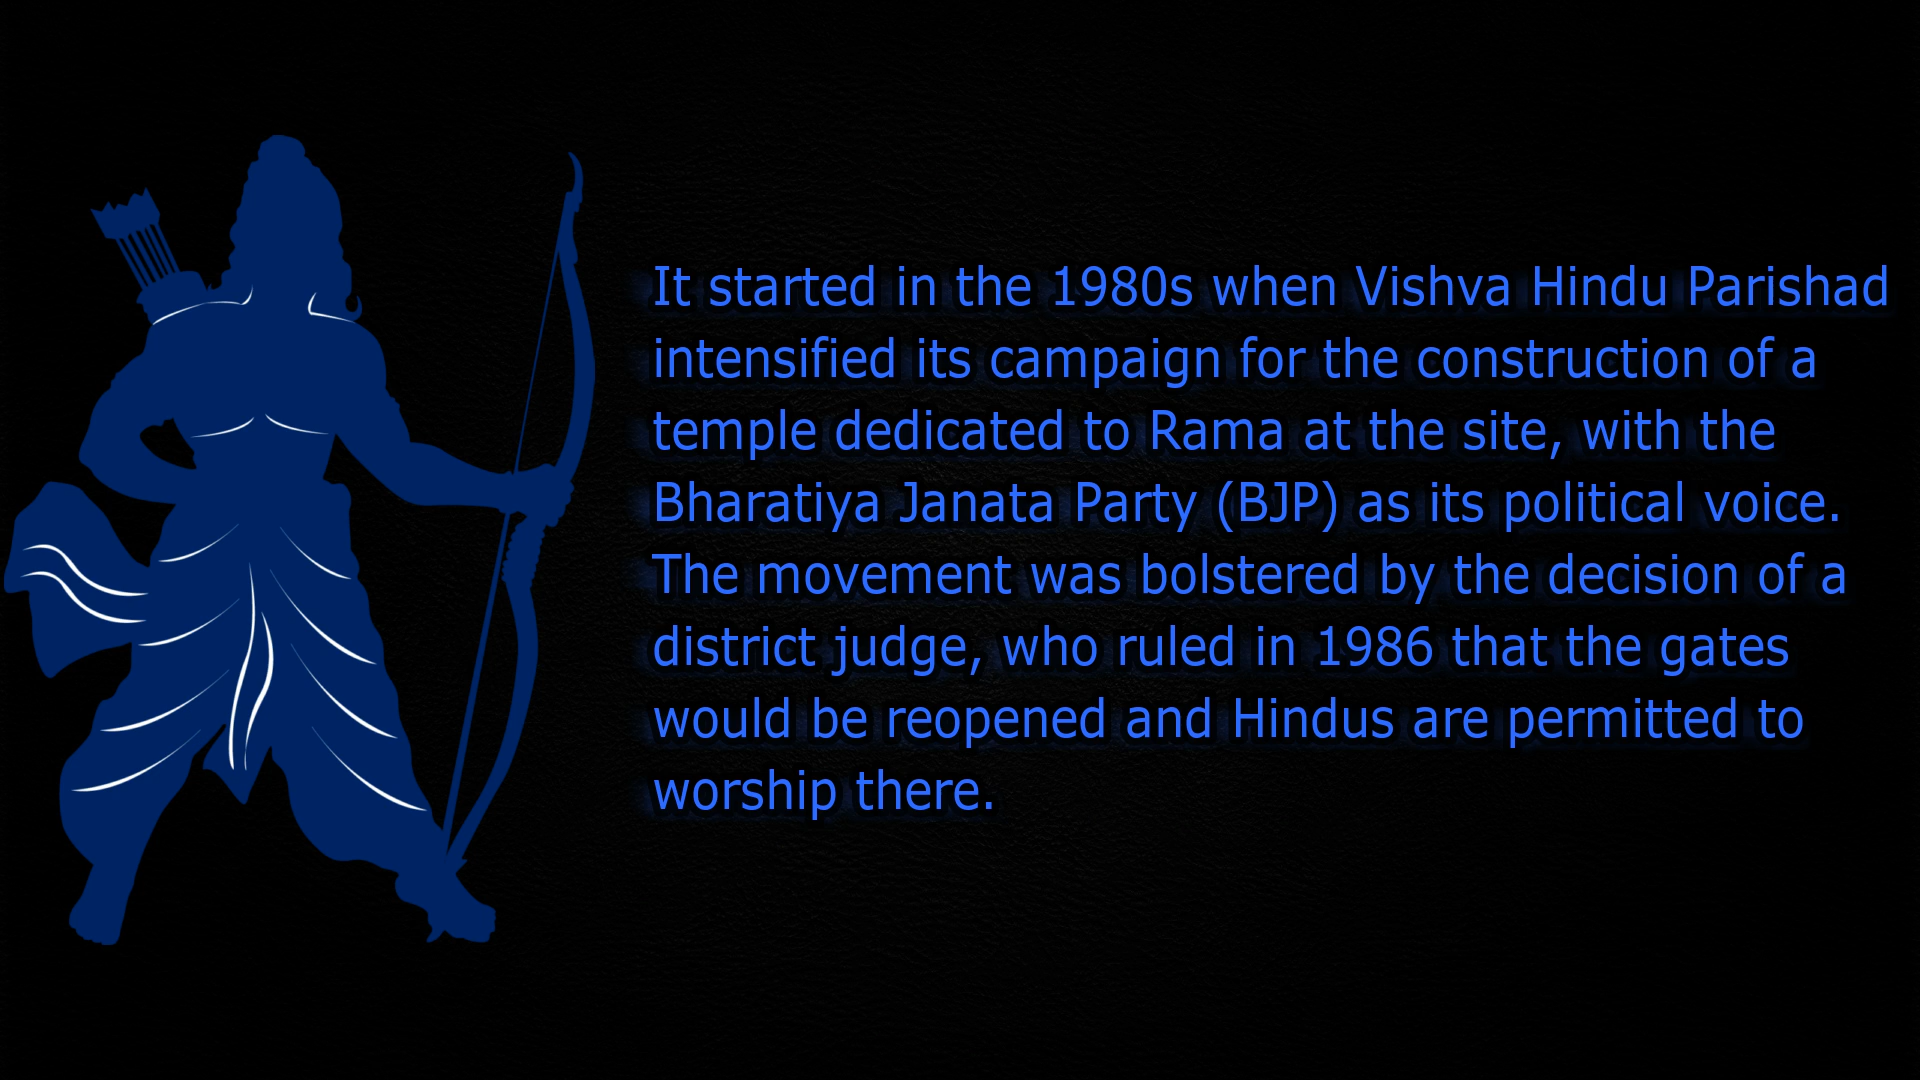 It started in the 1980s when Vishva Hindu Parishad
intensified its campaign for the construction of a
temple dedicated to Rama at the site, with the
Bharatiya Janata Party (BJP) as its political voice.
The movement was bolstered by the decision of a
district judge, who ruled in 1986 that the gates
would be reopened and Hindus are permitted to
worship there.